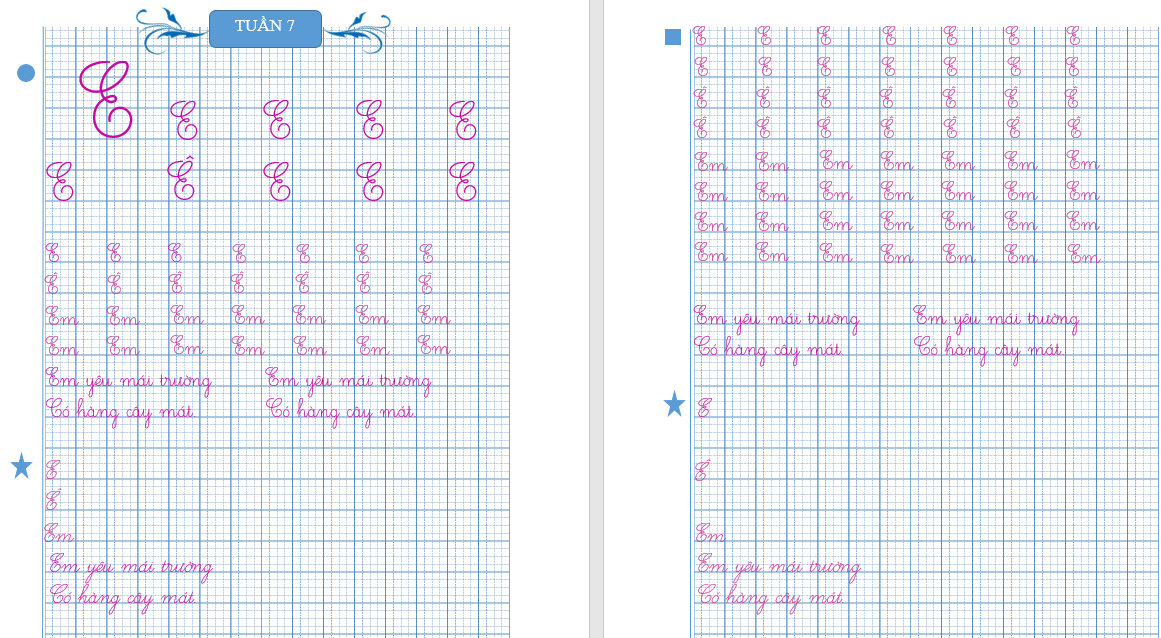 TUẦN 7
E E E E E
E Ê E E E
E E E E E E E
Ê Ê Ê Ê Ê Ê Ê
Em Em Em Em Em Em Em
Em Em Em Em Em Em Em
Em yêu mái trường Em yêu mái trường
Có hàng cây mát. Có hàng cây mát.
E
Ê
Em
Em yêu mái trường
Có hàng cây mát.
E E E E E E E
E E E E E E E
Ê Ê Ê Ê Ê Ê Ê
Ê Ê Ê Ê Ê Ê Ê
Em Em Em Em Em Em Em
Em Em Em Em Em Em Em
Em Em Em Em Em Em Em
Em Em Em Em Em Em Em
Em yêu mái trường Em yêu mái trường
Có hàng cây mát. Có hàng cây mát.
E
Ê
Em
Em yêu mái trường
Có hàng cây mát.